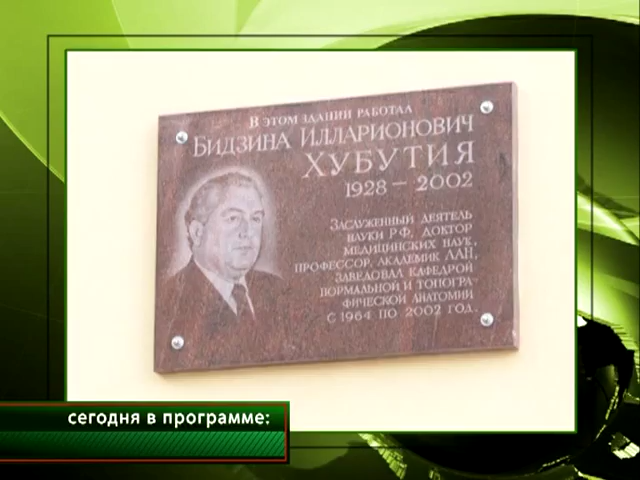 В ЭТОМ ЗДАНИИ РАБОТАЛ
БИДЗИНА ИЛЛАРИОНОВИЧ
ХУБУТИЯ
1928 – 2002
ЗАСЛУЖЕННЫЙ ДЕЯТЕЛЬ
НАУКИ РФ, ДОКТОР
МЕДИЦИНСКИХ НАУК,
ПРОФЕССОР, АКАДЕМИК ЛАН,
ЗАВЕДОВАЛ КАФЕДРОЙ
НОРМАЛЬНОЙ И ТОПОГРА-
ФИЧЕСКОЙ АНАТОМИИ
С 1964 ПО 2002 ГОД.
сегодня в программе: